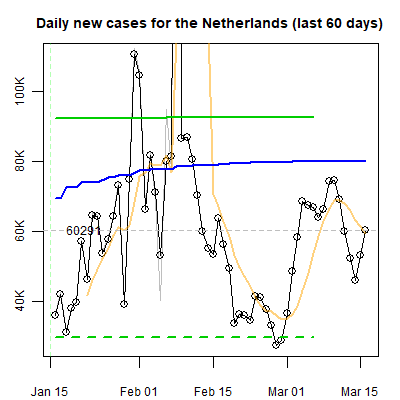 Daily new cases for the Netherlands (last 60 days)
100K
80K
60K
40K
60291
Jan 15 Feb 01 Feb 15 Mar 01 Mar 15